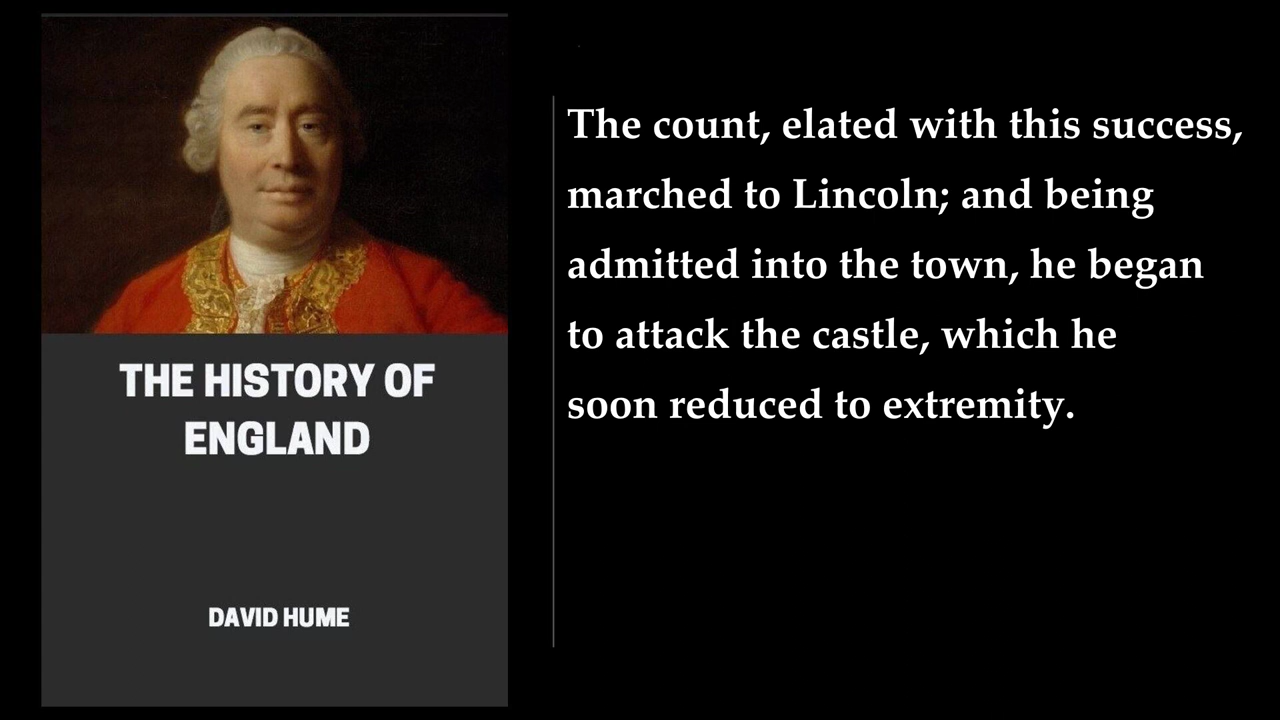 THE HISTORY OF
ENGLAND
DAVID HUME
The count, elated with this success,
marched to Lincoln; and being
admitted into the town, he began
to attack the castle, which he
soon reduced to extremity.